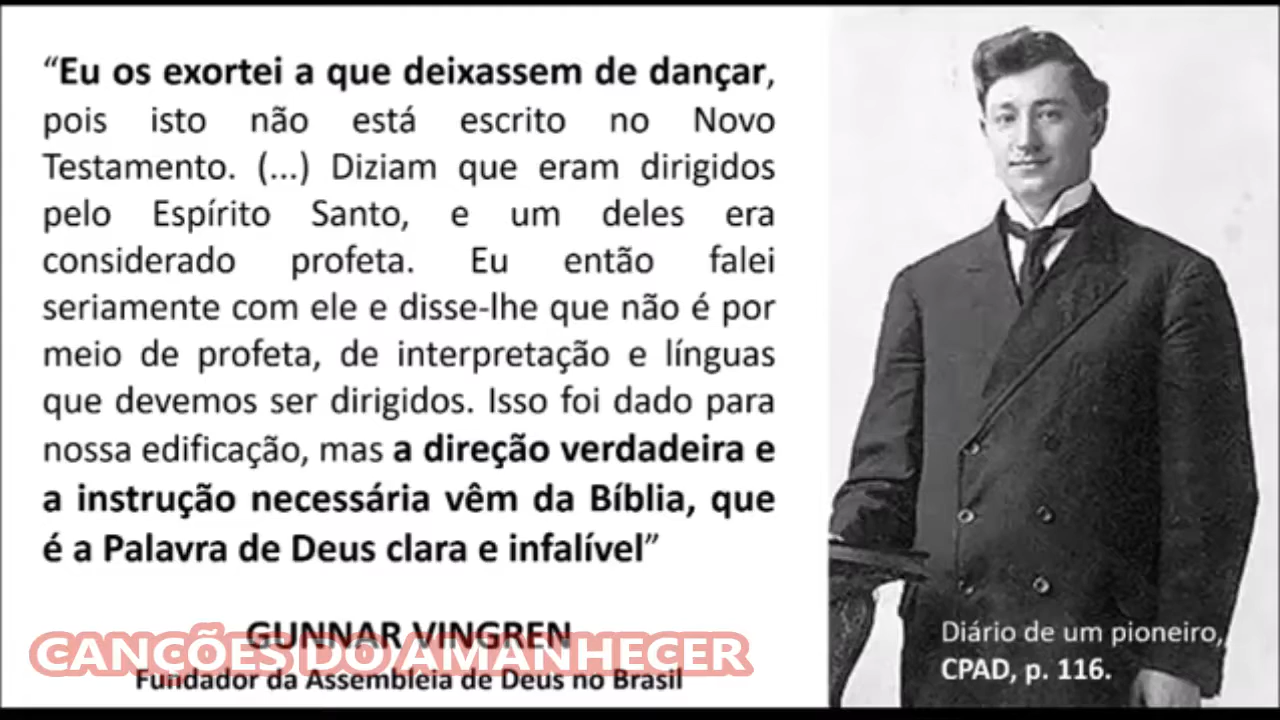 “Eu os exortei a que deixassem de dançar,
pois isto não está escrito no Novo
Testamento. (...) Diziam que eram dirigidos
pelo Espírito Santo, e um deles era
considerado profeta. Eu então falei
seriamente com ele e disse-lhe que não é por
meio de profeta, de interpretação e línguas
que devemos ser dirigidos. Isso foi dado para
nossa edificação, mas a direção verdadeira e
a instrução necessária vêm da Bíblia, que
é a Palavra de Deus clara e infalível”
GUNNAR VINGREN
CANÇÕES DO AMANHECER
Fundador da Assembleia de Deus no Brasil
Diário de um pioneiro,
CPAD, p. 116.